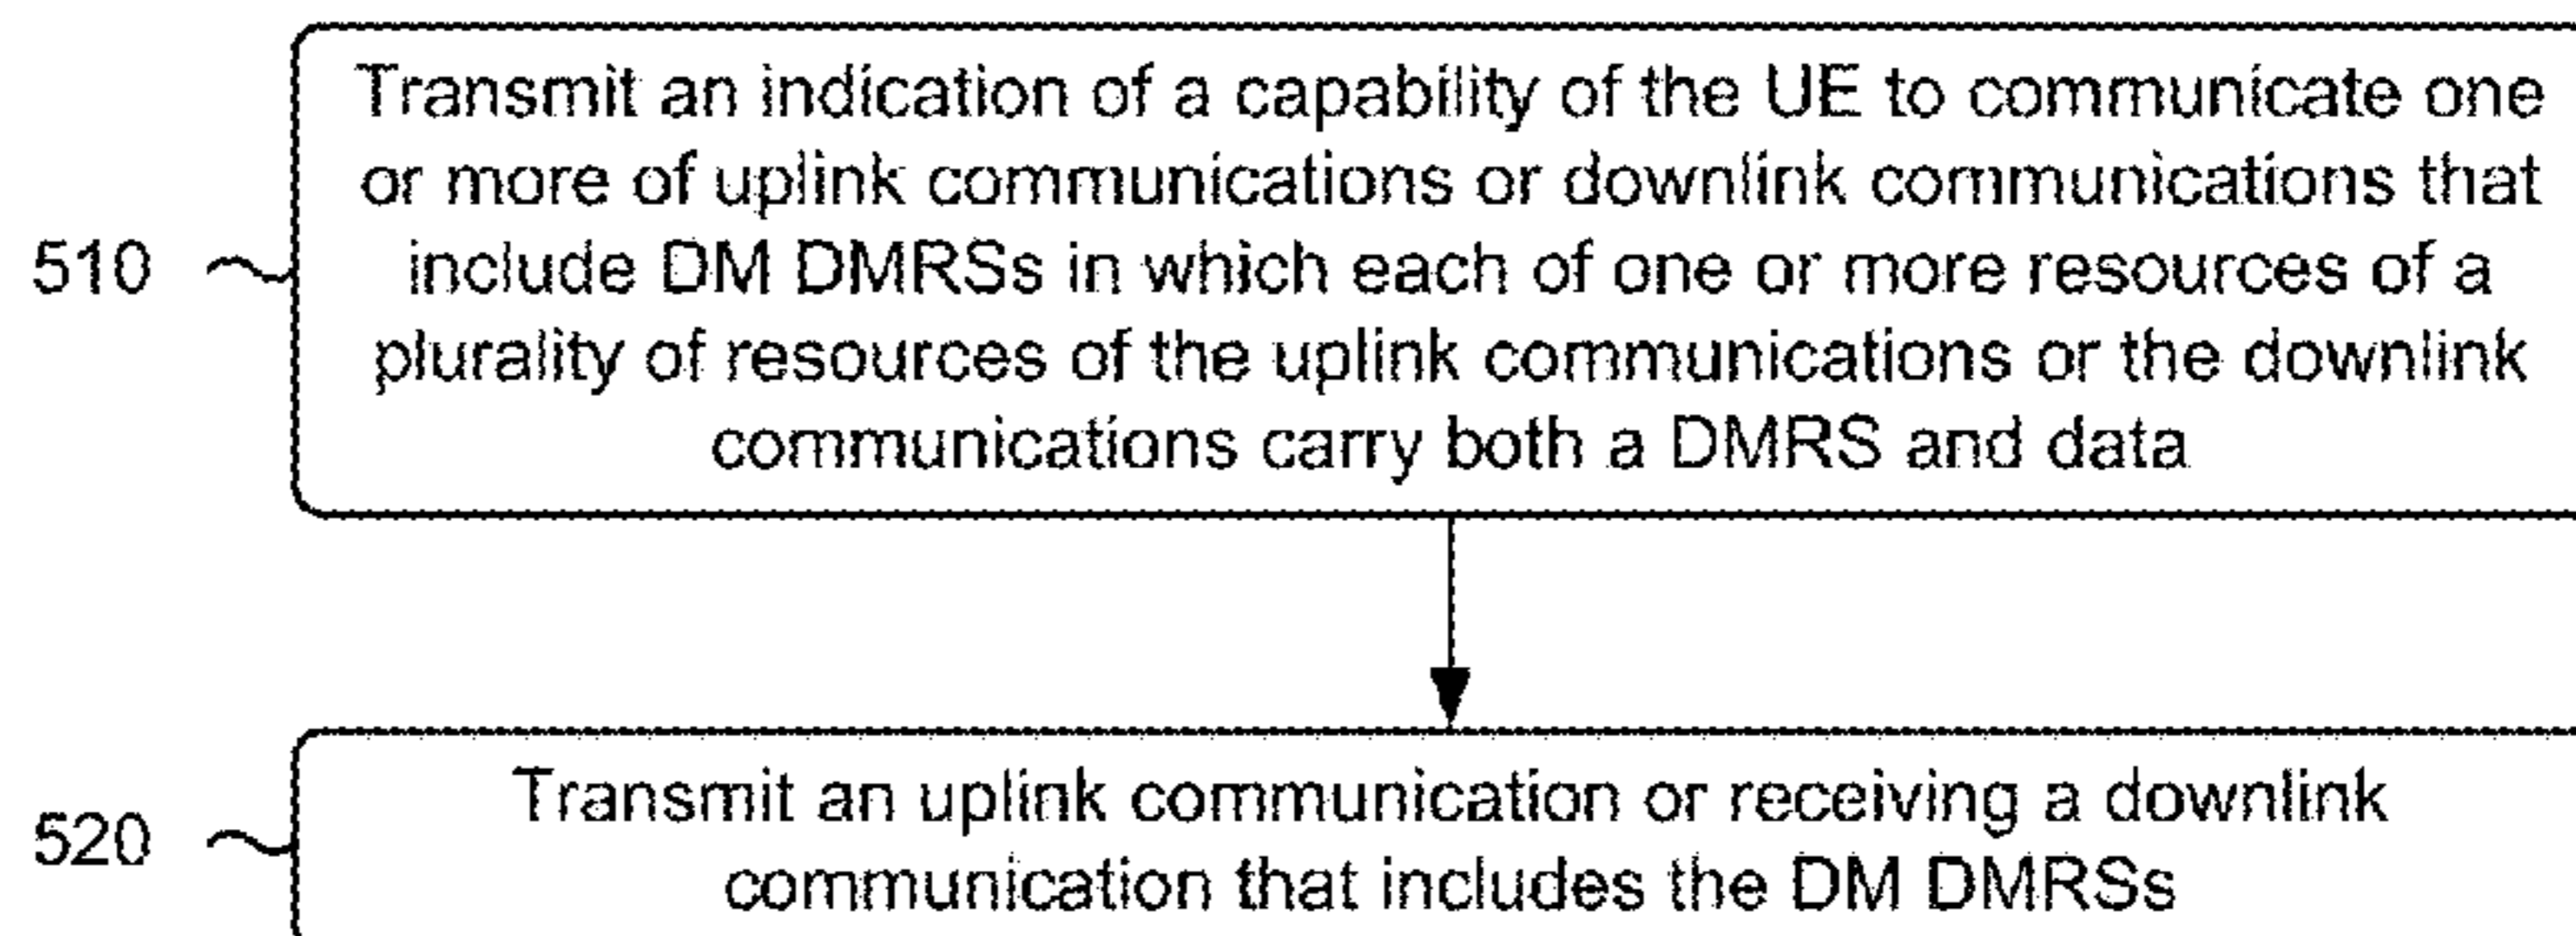 Transmit an indication of a capability of the UE to communicate one
or more of uplink communications or downlink communications that
510 include DM DMRSs in which each of one or more resources of a
plurality of resources of the uplink communications or the downlink
communications carry both a DMRS and data
Transmit an uplink communication or receiving a downlink
520 communication that includes the DM DMRSs